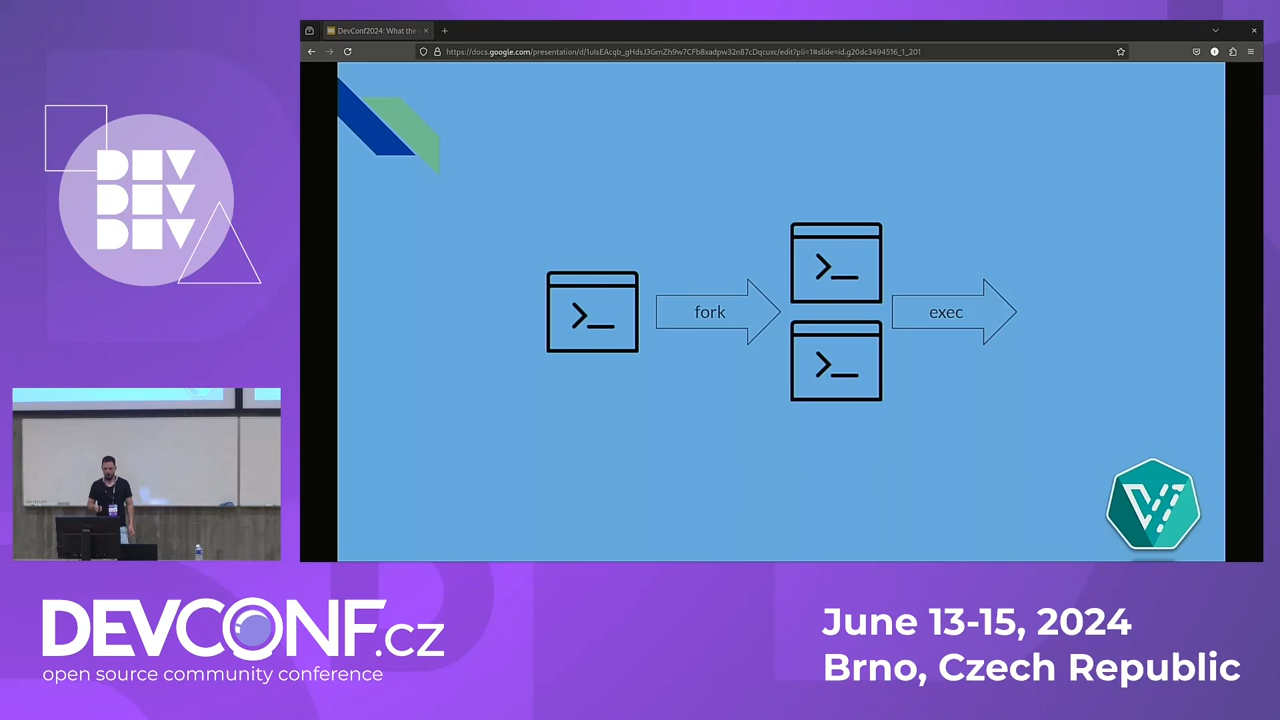 DevConf2024: What the
https://docs.google.com/presentation/d/1uIsEAcqb_gHdsJ3GmZh9w7CFb8xadpw32n87cDqcuxc/edit?pli=1#slide=id.g20dc3494516_1_201
DEV
DEV
DEV
>_
fork
>_
>_
exec
DEVCONF.cz
open source community conference
June 13-15, 2024
Brno, Czech Republic